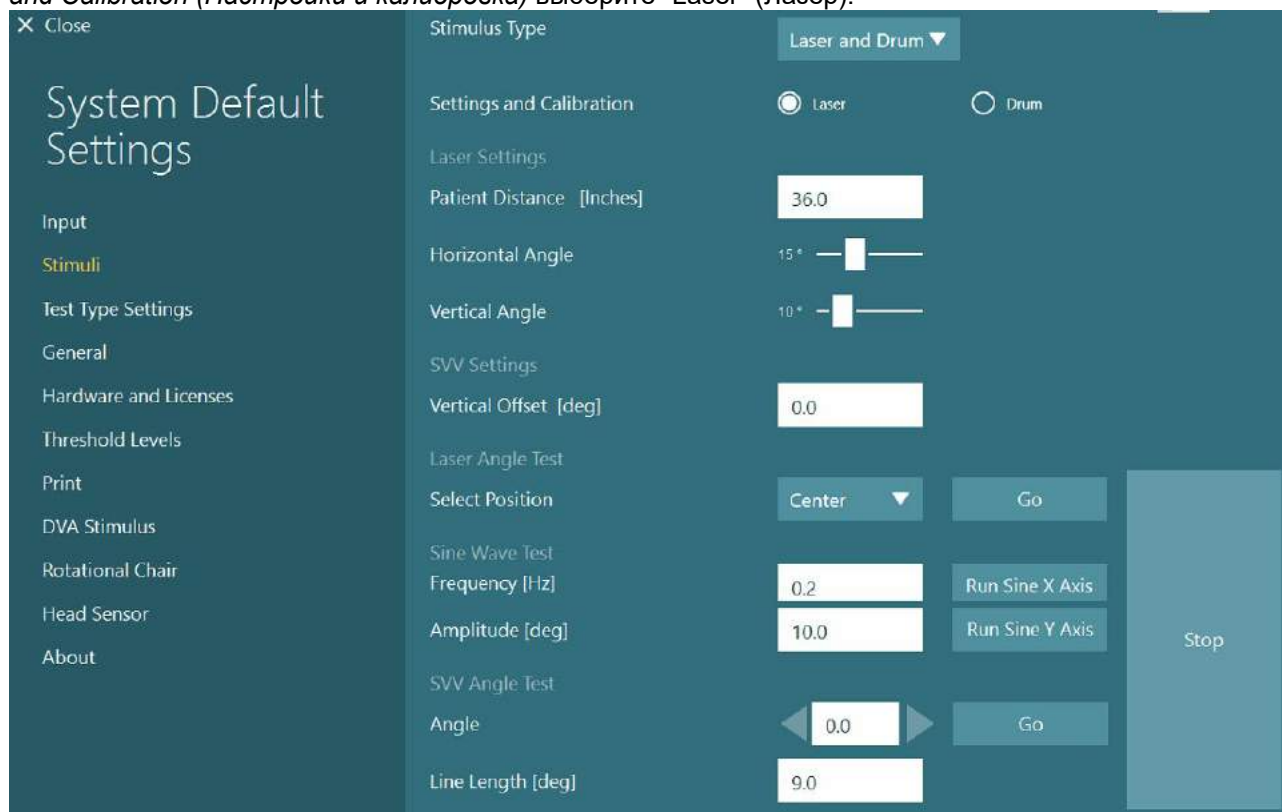 and Calibration (Настройки и калибровка) выберите "Laser" (Лазер).
X Close
System Default
Settings
Input
Stimuli
Test Type Settings
General
Hardware and Licenses
Threshold Levels
Print
DVA Stimulus
Rotational Chair
Head Sensor
About
Stimulus Type Laser and Drum
Settings and Calibration Laser Drum
Laser Settings
Patient Distance [Inches] 36.0
Horizontal Angle 15°
Vertical Angle 10°
SVV Settings
Vertical Offset [deg] 0.0
Laser Angle Test
Select Position Center Go
Sine Wave Test
Frequency [Hz] 0.2 Run Sine X Axis
Amplitude [deg] 10.0 Run Sine Y Axis
Stop
SVV Angle Test
Angle 0.0 Go
Line Length [deg] 9.0